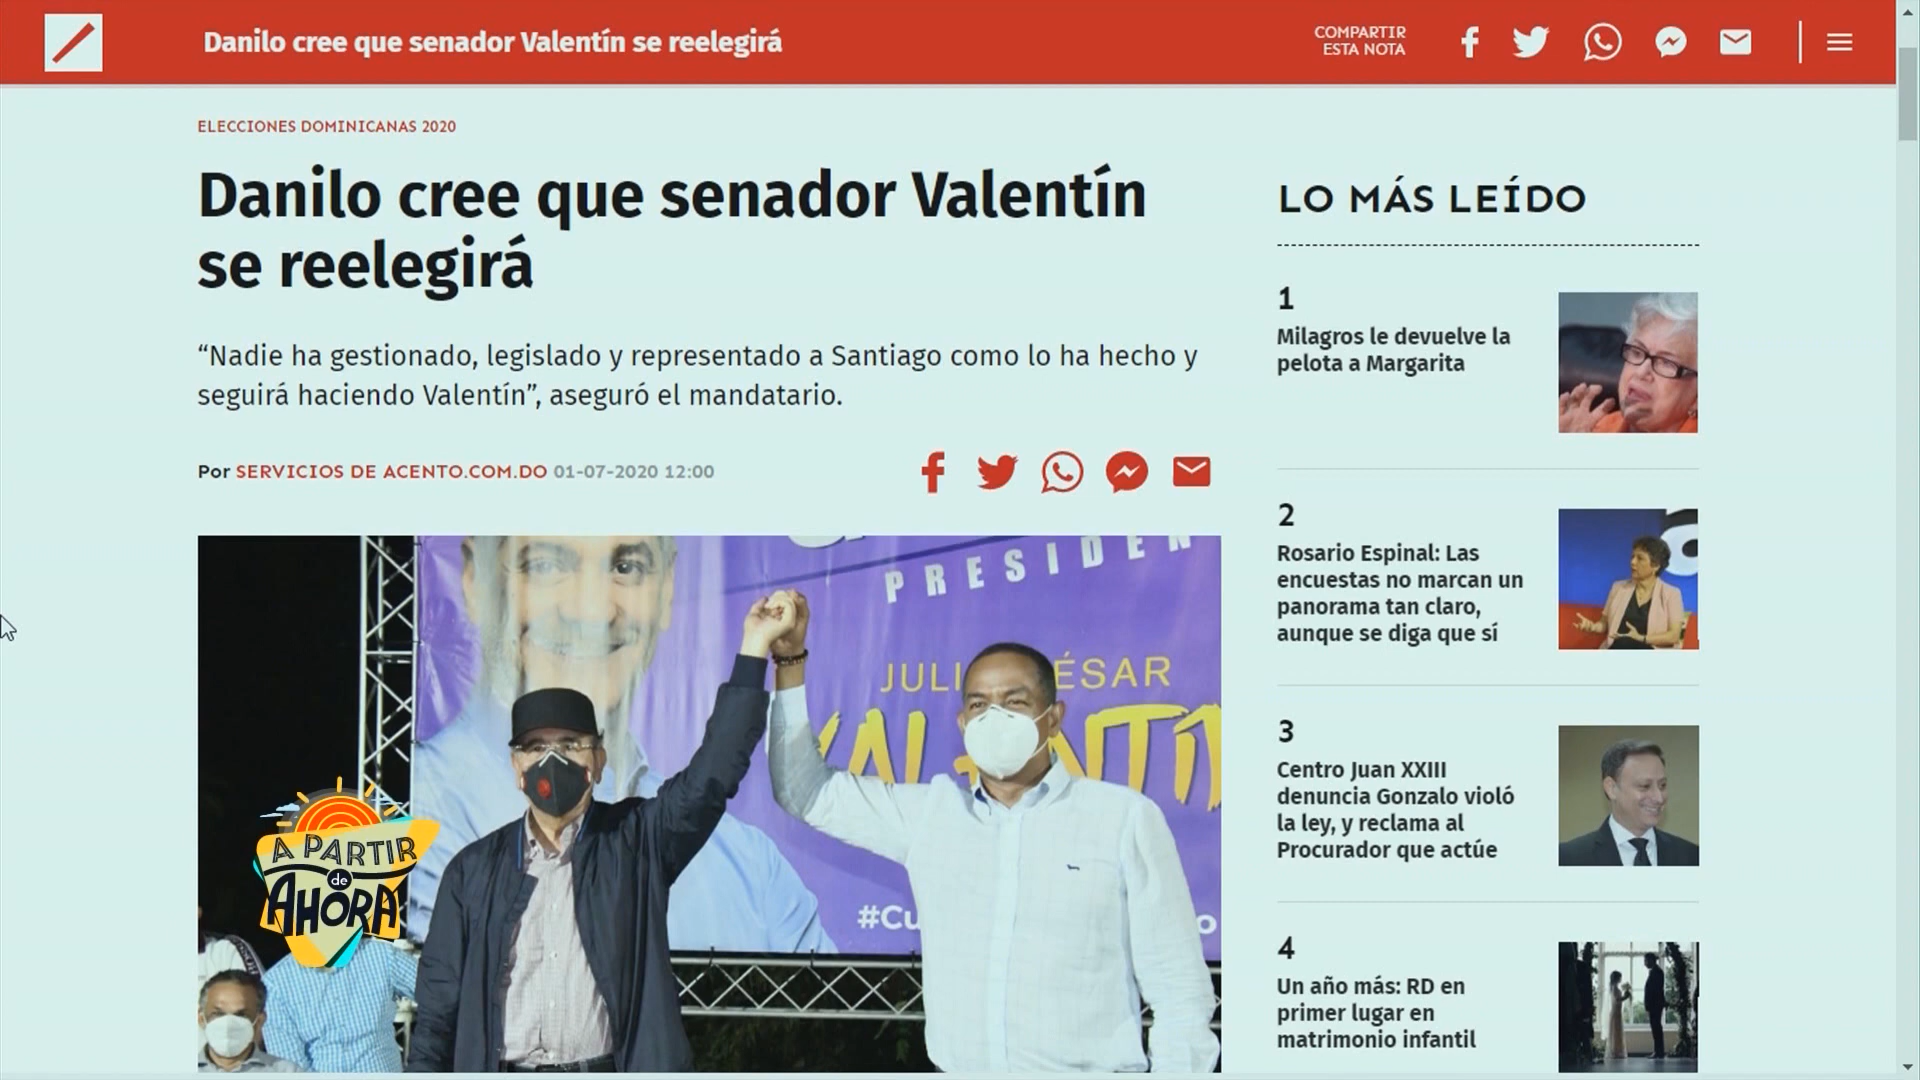 Danilo cree que senador Valentín se reelegirá
COMPARTIR
ESTA NOTA
ELECCIONES DOMINICANAS 2020
Danilo cree que senador Valentín
se reelegirá
“Nadie ha gestionado, legislado y representado a Santiago como lo ha hecho y
seguirá haciendo Valentín”, aseguró el mandatario.
Por SERVICIOS DE ACENTO.COM.DO 01-07-2020 12:00
PRESIDEN
JULI ÉSAR
VALENTÍN
#Cu
A PARTIR
de
AHORA
LO MÁS LEÍDO
1
Milagros le devuelve la
pelota a Margarita
2
Rosario Espinal: Las
encuestas no marcan un
panorama tan claro,
aunque se diga que sí
3
Centro Juan XXIII
denuncia Gonzalo violó
la ley, y reclama al
Procurador que actúe
4
Un año más: RD en
primer lugar en
matrimonio infantil